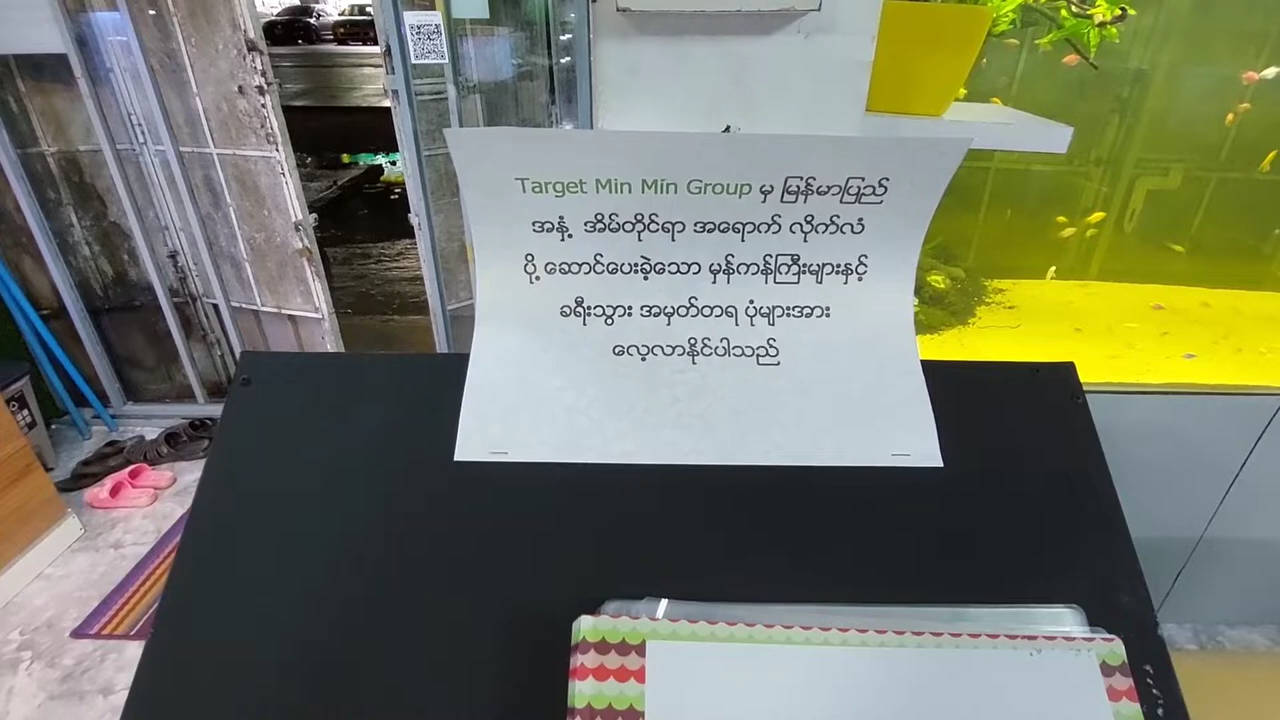 Target Min Min Group မှ မြန်မာပြည်
အနှံ့ အိမ်တိုင်ရာ အရောက် လိုက်လံ
ပို့ ဆောင်ပေးခဲ့သော မှန်ကန်ကြီးများနှင့်
ခရီးသွား အမှတ်တရ ပုံများအား
လေ့လာနိုင်ပါသည်